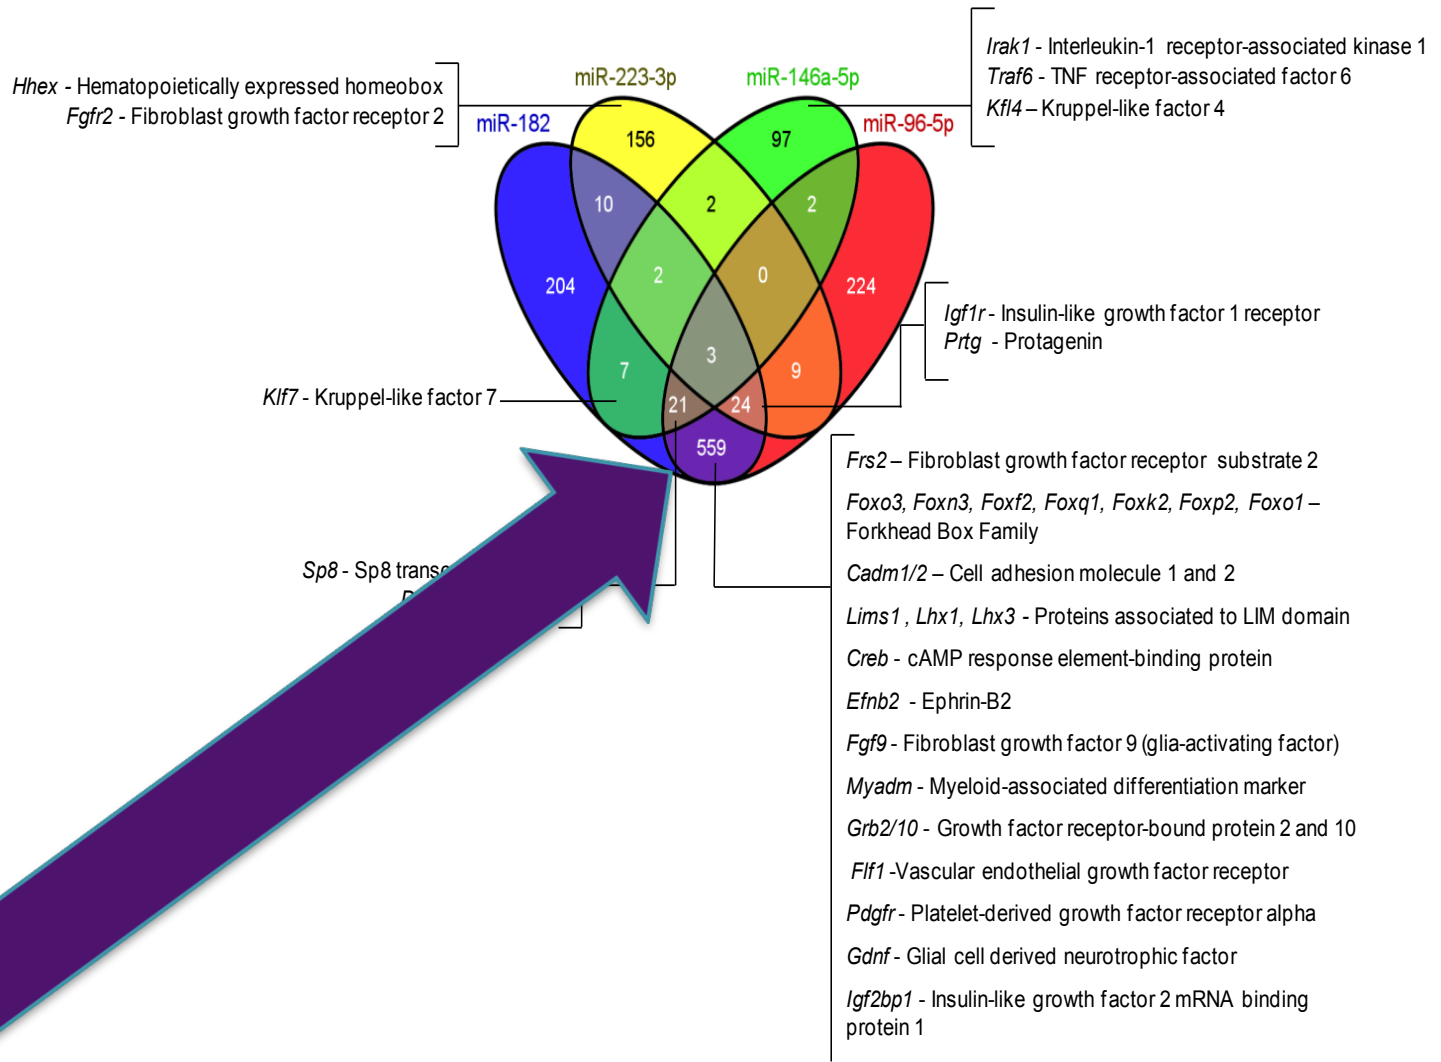 Irak1 - Interleukin-1 receptor-associated kinase 1
Traf6 - TNF receptor-associated factor 6
Kfl4 – Kruppel-like factor 4
Hhex - Hematopoietically expressed homeobox
Fgfr2 - Fibroblast growth factor receptor 2
miR-182
miR-223-3p
miR-146a-5p
miR-96-5p
156
97
10
2
2
204
2
0
224
7
3
9
21
24
559
Igf1r - Insulin-like growth factor 1 receptor
Prtg - Protagenin
Klf7 - Kruppel-like factor 7
Sp8 - Sp8
Frs2 – Fibroblast growth factor receptor substrate 2
Foxo3, Foxn3, Foxf2, Foxq1, Foxk2, Foxp2, Foxo1 –
Forkhead Box Family
Cadm1/2 – Cell adhesion molecule 1 and 2
Lims1 , Lhx1, Lhx3 - Proteins associated to LIM domain
Creb - cAMP response element-binding protein
Efnb2 - Ephrin-B2
Fgf9 - Fibroblast growth factor 9 (glia-activating factor)
Myadm - Myeloid-associated differentiation marker
Grb2/10 - Growth factor receptor-bound protein 2 and 10
Flf1 -Vascular endothelial growth factor receptor
Pdgfr - Platelet-derived growth factor receptor alpha
Gdnf - Glial cell derived neurotrophic factor
Igf2bp1 - Insulin-like growth factor 2 mRNA binding
protein 1